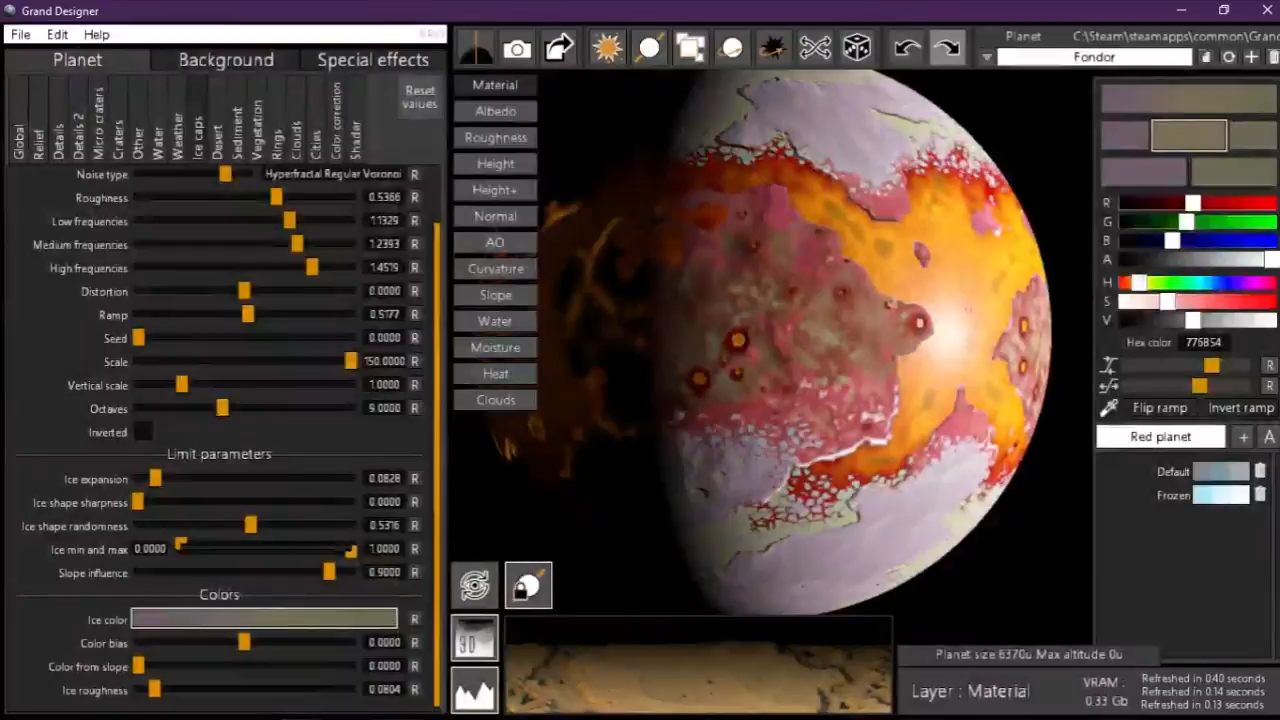 Grand Designer
File Edit Help
Planet Background Special effects
Global
Relief
Details
Details 2
Micro craters
Craters
Other
Water
Weather
Ice caps
Desert
Sediment
Vegetation
Rings
Clouds
Cities
Color correction
Shader
Reset values
Noise type Hyperfractal Regular Voronoi R
Roughness 0.5366 R
Low frequencies 1.1329 R
Medium frequencies 1.2393 R
High frequencies 1.4579 R
Distortion 0.0000 R
Ramp 0.5177 R
Seed 0.0000 R
Scale 150.0000 R
Vertical scale 1.0000 R
Octaves 9.0000 R
Inverted
Limit parameters
Ice expansion 0.0828 R
Ice shape sharpness 0.0000 R
Ice shape randomness 0.5316 R
Ice min and max 0.0000 1.0000 R
Slope influence 0.9000 R
Colors
Ice color R
Color bias 0.0000 R
Color from slope 0.0000 R
Ice roughness 0.0804 R
Material
Albedo
Roughness
Height
Height+
Normal
AO
Curvature
Slope
Water
Moisture
Heat
Clouds
3D
Planet C:\Steam\steamapps\common\Gran
Fondor
R
G
B
A
H
S
V
Hex color 776854
R
R
Flip ramp Invert ramp
Red planet + A
Default
Frozen
Planet size 6370u Max altitude 0u
Layer : Material
VRAM :
0.33 Gb
Refreshed in 0.40 seconds
Refreshed in 0.14 seconds
Refreshed in 0.13 seconds